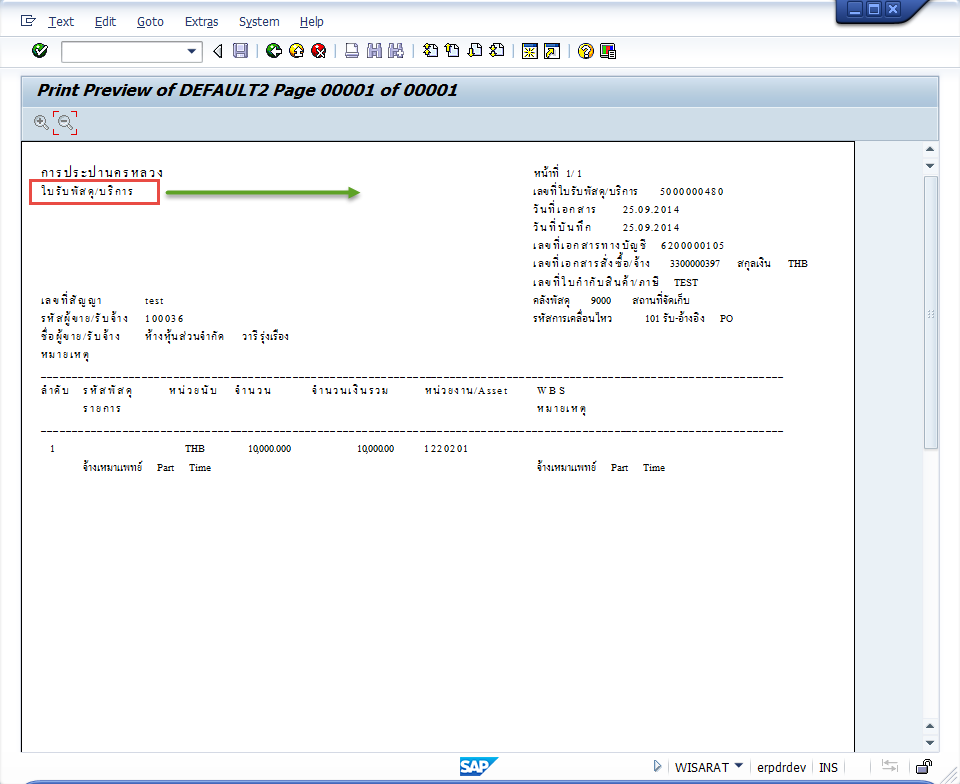 Text Edit Goto Extras System Help
Print Preview of DEFAULT2 Page 00001 of 00001
การประปานครหลวง
ใบรับพัสดุ/บริการ
หน้าที่ 1/ 1
เลขที่ใบรับพัสดุ/บริการ 5000000480
วันที่เอกสาร 25.09.2014
วันที่บันทึก 25.09.2014
เลขที่เอกสารทางบัญชี 6200000105
เลขที่เอกสารสั่งซื้อ/จ้าง 3300000397 สกุลเงิน THB
เลขที่ใบกำกับสินค้า/ภาษี TEST
เลขที่สัญญา test คลังพัสดุ 9000 สถานที่จัดเก็บ
รหัสผู้ขาย/รับจ้าง 100036 รหัสการเคลื่อนไหว 101 รับ-อ้างอิง PO
ชื่อผู้ขาย/รับจ้าง ห้างหุ้นส่วนจำกัด วารีรุ่งเรือง
หมายเหตุ
ลำดับ รหัสพัสดุ หน่วยนับ จำนวน จำนวนเงินรวม หน่วยงาน/Asset WBS
รายการ หมายเหตุ
1 THB 10,000.000 10,000.00 1220201
จ้างเหมาแพทย์ Part Time จ้างเหมาแพทย์ Part Time
SAP WISARAT erpdrdev INS